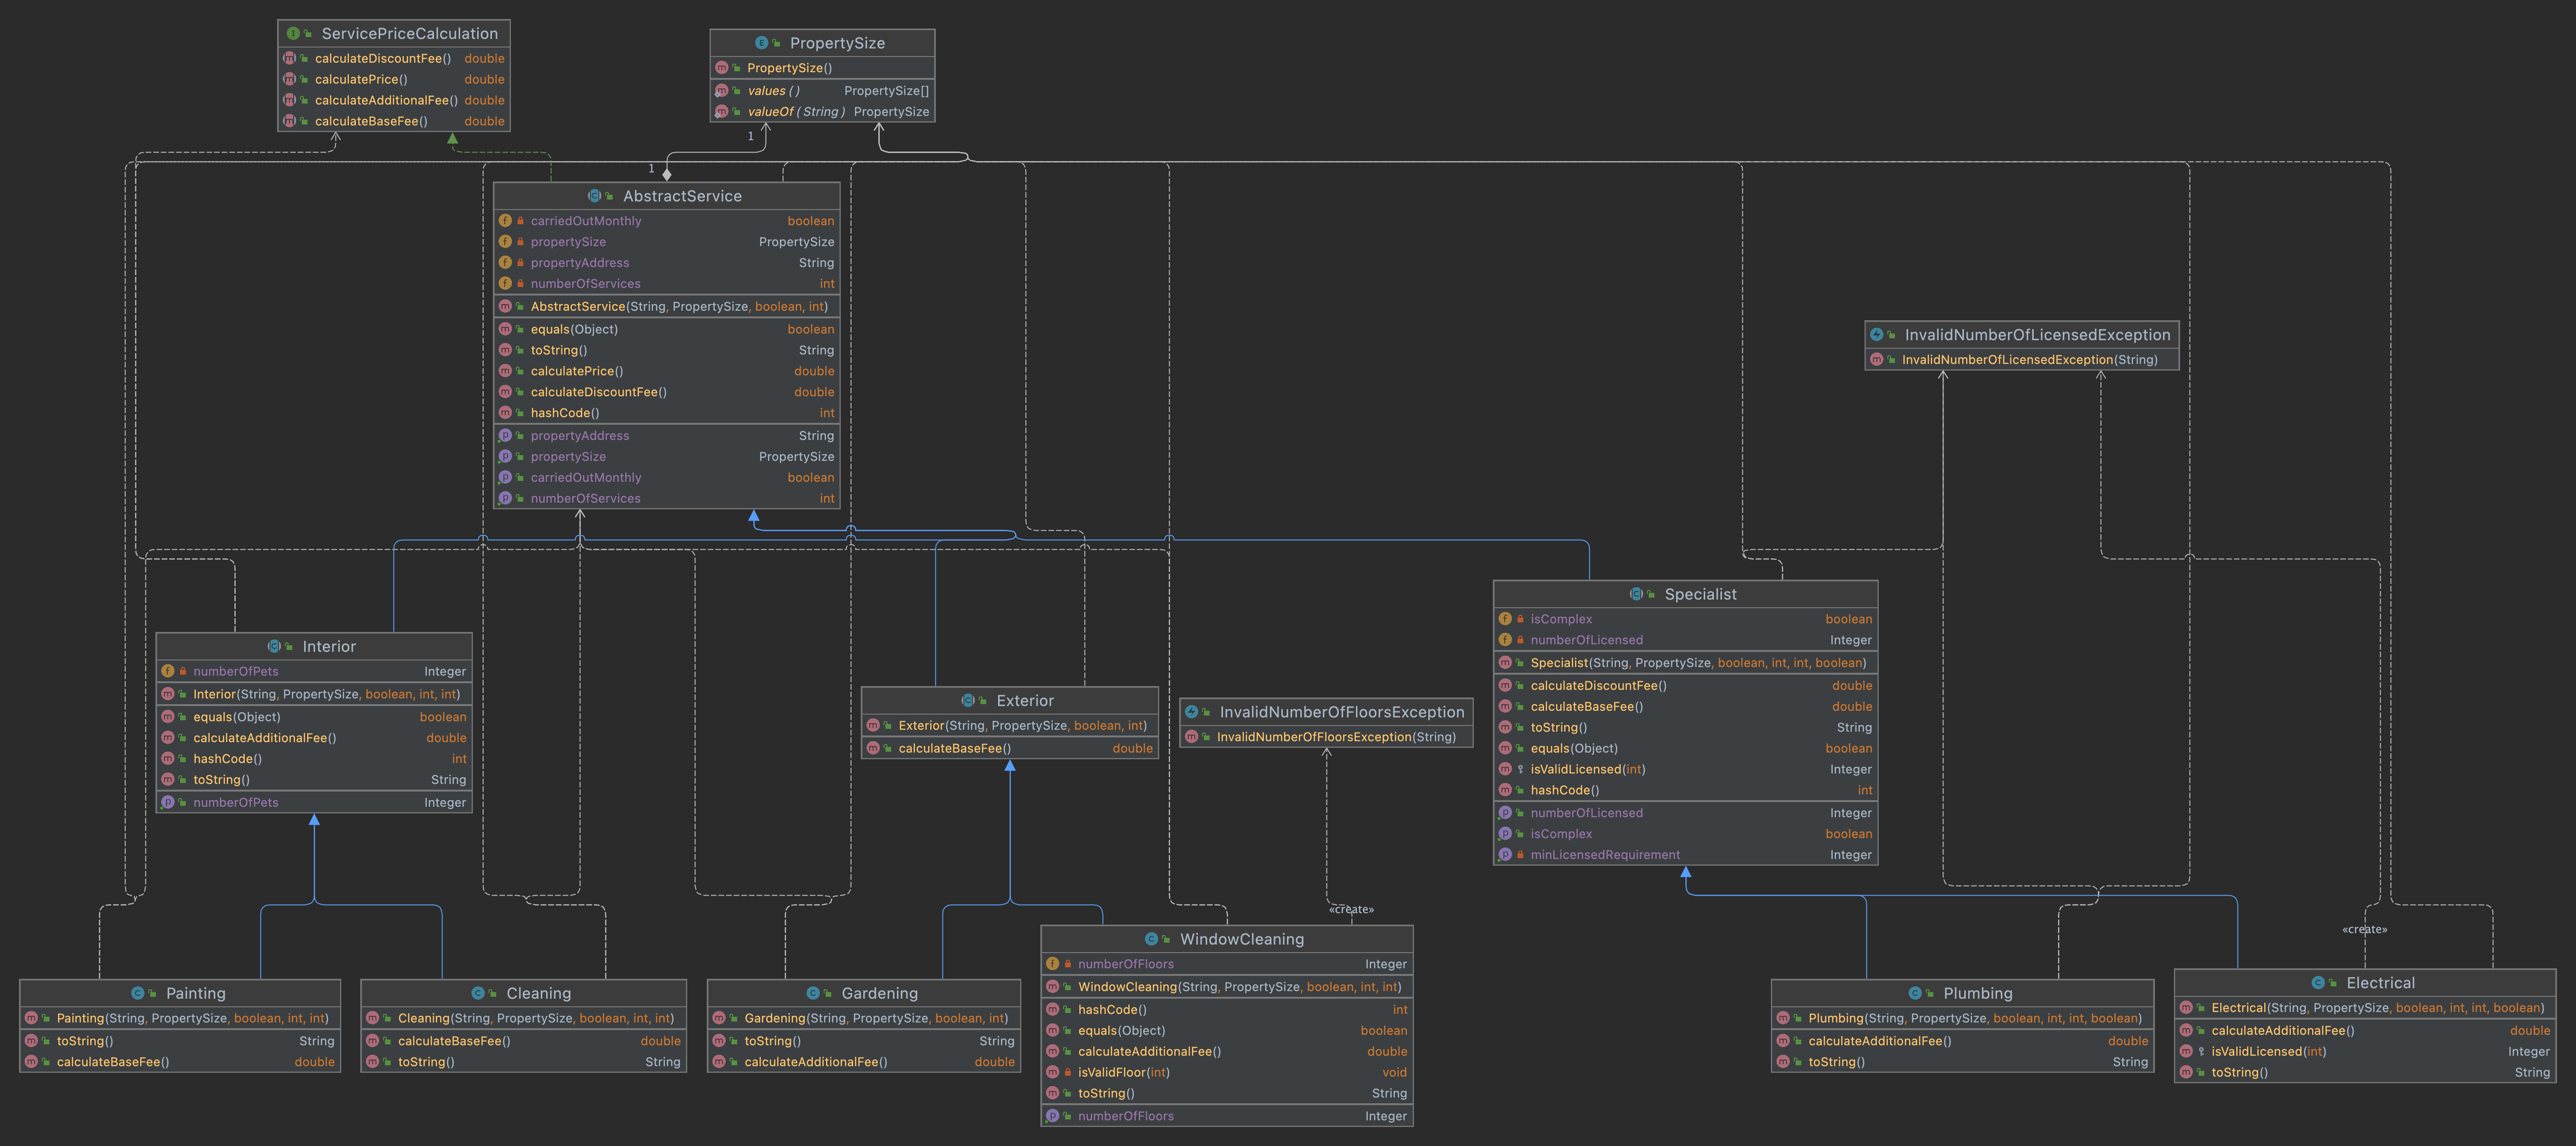 ServicePriceCalculation
calculateDiscountFee() double
calculatePrice() double
calculateAdditionalFee() double
calculateBaseFee() double
PropertySize
PropertySize()
values () PropertySize[]
valueOf (String) PropertySize
1
1
AbstractService
carriedOutMonthly boolean
propertySize PropertySize
propertyAddress String
numberOfServices int
AbstractService(String, PropertySize, boolean, int)
equals(Object) boolean
toString() String
calculatePrice() double
calculateDiscountFee() double
hashCode() int
propertyAddress String
propertySize PropertySize
carriedOutMonthly boolean
numberOfServices int
InvalidNumberOfLicensedException
InvalidNumberOfLicensedException(String)
Interior
numberOfPets Integer
Interior(String, PropertySize, boolean, int, int)
equals(Object) boolean
calculateAdditionalFee() double
hashCode() int
toString() String
numberOfPets Integer
Exterior
Exterior(String, PropertySize, boolean, int)
calculateBaseFee() double
InvalidNumberOfFloorsException
InvalidNumberOfFloorsException(String)
Specialist
isComplex boolean
numberOfLicensed Integer
Specialist(String, PropertySize, boolean, int, int, boolean)
calculateDiscountFee() double
calculateBaseFee() double
toString() String
equals(Object) boolean
isValidLicensed(int) Integer
hashCode() int
numberOfLicensed Integer
isComplex boolean
minLicensedRequirement Integer
«create»
«create»
Painting
Painting(String, PropertySize, boolean, int, int)
toString() String
calculateBaseFee() double
Cleaning
Cleaning(String, PropertySize, boolean, int, int)
calculateBaseFee() double
toString() String
Gardening
Gardening(String, PropertySize, boolean, int)
toString() String
calculateAdditionalFee() double
WindowCleaning
numberOfFloors Integer
WindowCleaning(String, PropertySize, boolean, int, int)
hashCode() int
equals(Object) boolean
calculateAdditionalFee() double
isValidFloor(int) void
toString() String
numberOfFloors Integer
Plumbing
Plumbing(String, PropertySize, boolean, int, int, boolean)
calculateAdditionalFee() double
toString() String
Electrical
Electrical(String, PropertySize, boolean, int, int, boolean)
calculateAdditionalFee() double
isValidLicensed(int) Integer
toString() String